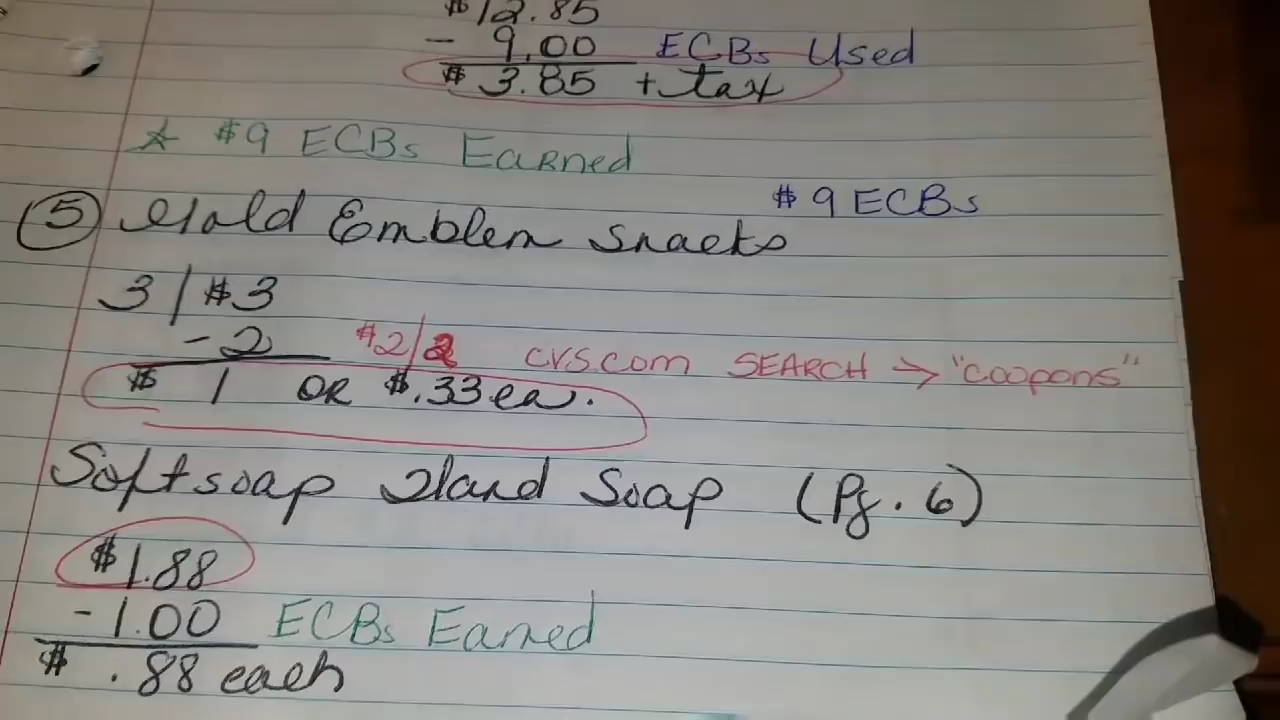 $12.85
- 9.00 ECBs Used
$ 3.85 + tax
☆ $9 ECBs Earned
$9 ECBs
⑤ Gold Emblem Snacks
3/$3
- 2 $2/2 CVS.COM SEARCH → "COUPONS"
$ 1 OR $.33 ea.
Softsoap Hand Soap (Pg. 6)
$1.88
- 1.00 ECBs Earned
$ .88 each